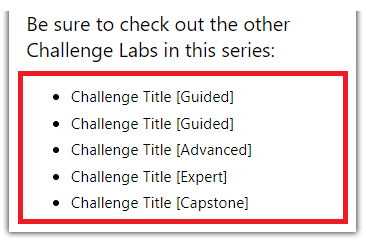 Be sure to check out the other
Challenge Labs in this series:
• Challenge Title [Guided]
• Challenge Title [Guided]
• Challenge Title [Advanced]
• Challenge Title [Expert]
• Challenge Title [Capstone]